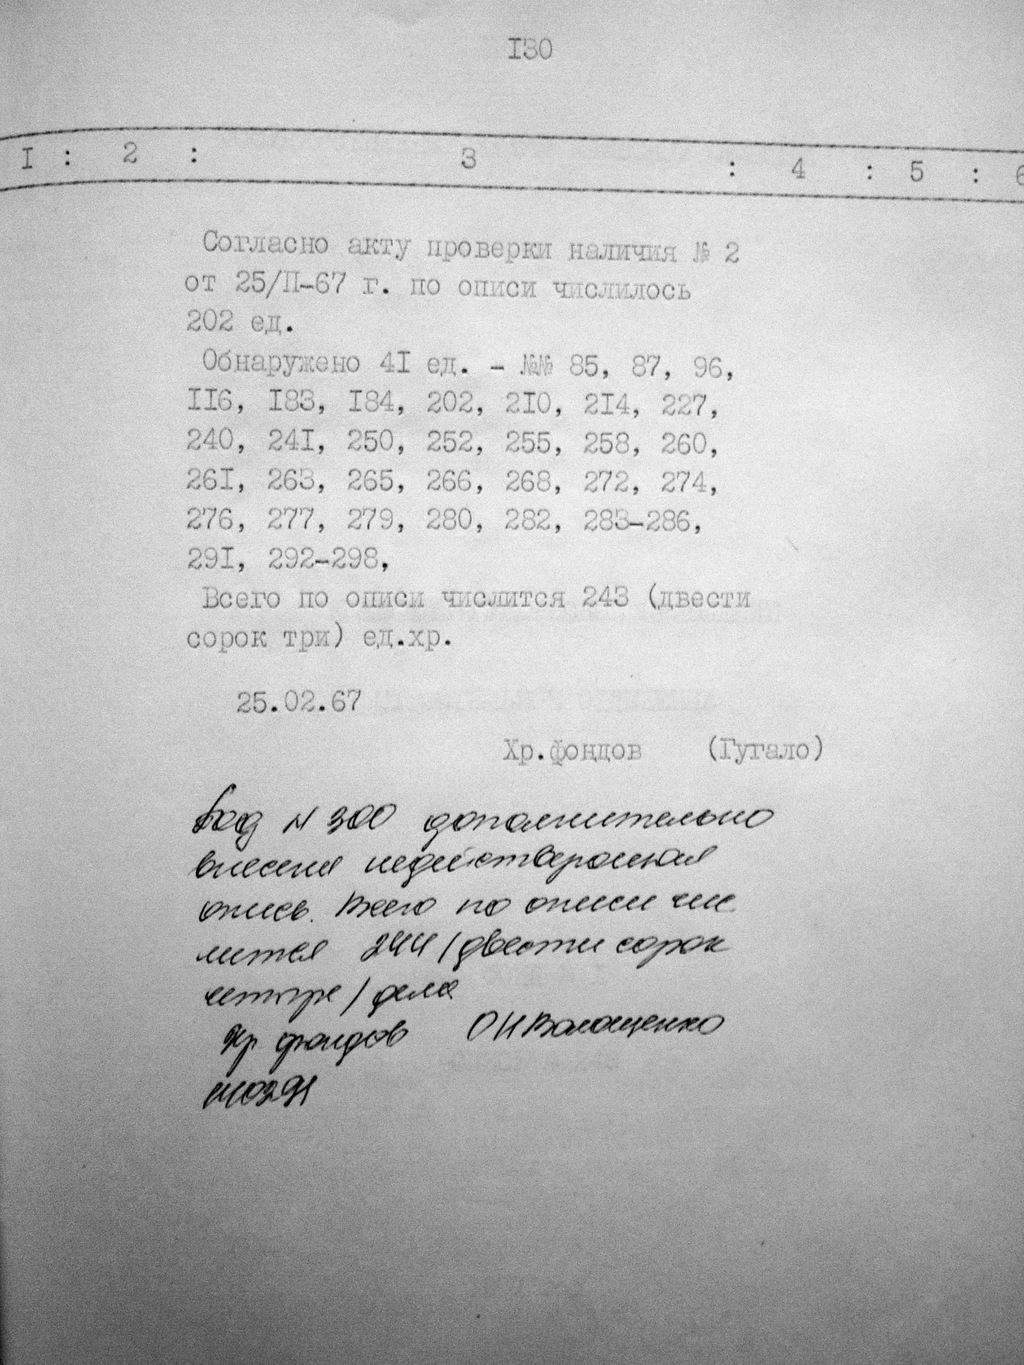 I30
I : 2 : 3 : 4 : 5 : 6
Согласно акту проверки наличия № 2
от 25/П-67 г. по описи числилось
202 ед.
Обнаружено 4I ед. - №№ 85, 87, 96,
II6, I83, I84, 202, 2I0, 2I4, 227,
240, 24I, 250, 252, 255, 258, 260,
26I, 263, 265, 266, 268, 272, 274,
276, 277, 279, 280, 282, 283-286,
29I, 292-298,
Всего по описи числится 243 (двести
сорок три) ед.хр.
25.02.67
Хр.фондов (Гугало)
Под N 300 дополнительно
внесена недействующая
опись. Всего по описи чис
лится 244 /двести сорок
четыре/ дела
Хр фондов ОИ Волощенко